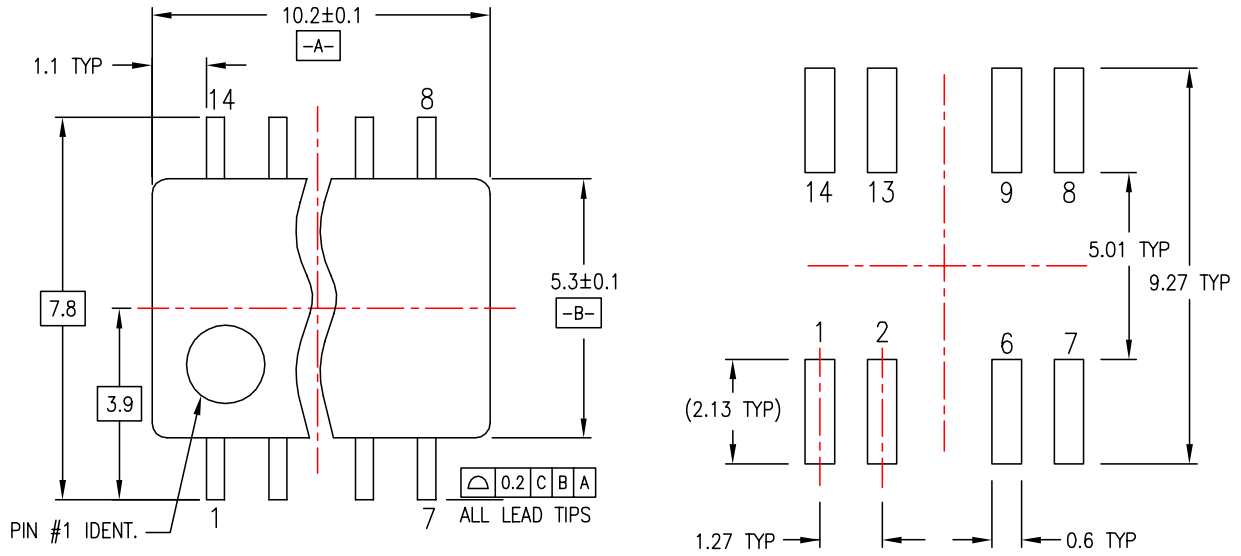 10.2±0.1
-A-
1.1 TYP
14
8
7.8
3.9
5.3±0.1
-B-
0.2 C B A
ALL LEAD TIPS
1
7
PIN #1 IDENT.
14
13
9
8
5.01 TYP
9.27 TYP
1
2
6
7
(2.13 TYP)
1.27 TYP
0.6 TYP